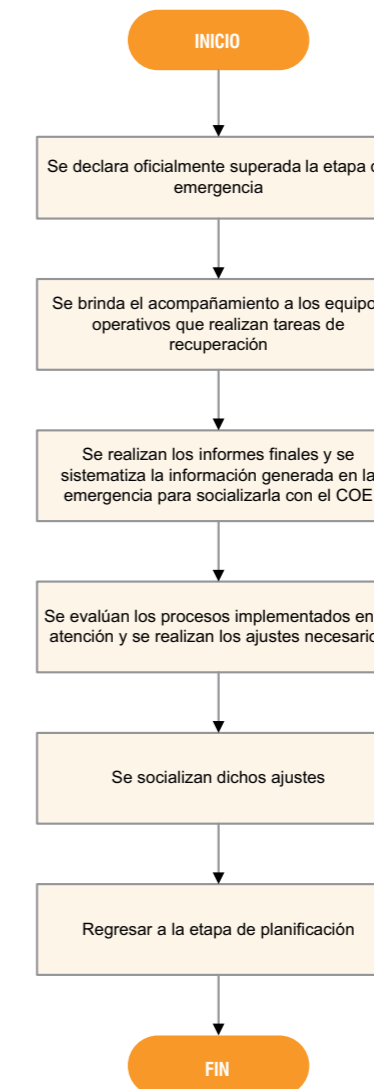 INICIO
Se declara oficialmente superada la etapa
emergencia
Se brinda el acompañamiento a los equipo
operativos que realizan tareas de
recuperación
Se realizan los informes finales y se
sistematiza la información generada en la
emergencia para socializarla con el COE
Se evalúan los procesos implementados en
atención y se realizan los ajustes necesario
Se socializan dichos ajustes
Regresar a la etapa de planificación
FIN